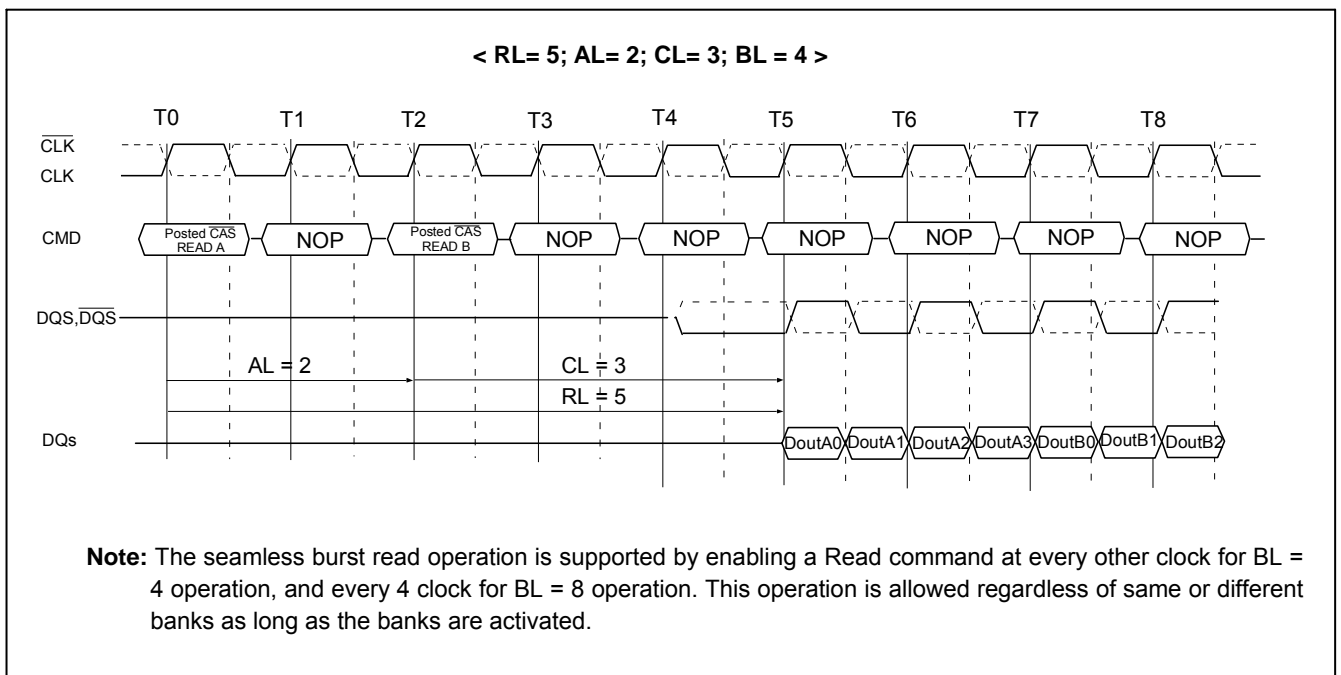 < RL= 5; AL= 2; CL= 3; BL = 4 >
T0 T1 T2 T3 T4 T5 T6 T7 T8
CLK
CLK
CMD
Posted CAS
READ A
NOP
Posted CAS
READ B
NOP
NOP
NOP
NOP
NOP
NOP
DQS,DQS
AL = 2
CL = 3
RL = 5
DQs
DoutA0 DoutA1 DoutA2 DoutA3 DoutB0 DoutB1 DoutB2
Note: The seamless burst read operation is supported by enabling a Read command at every other clock for BL =
4 operation, and every 4 clock for BL = 8 operation. This operation is allowed regardless of same or different
banks as long as the banks are activated.